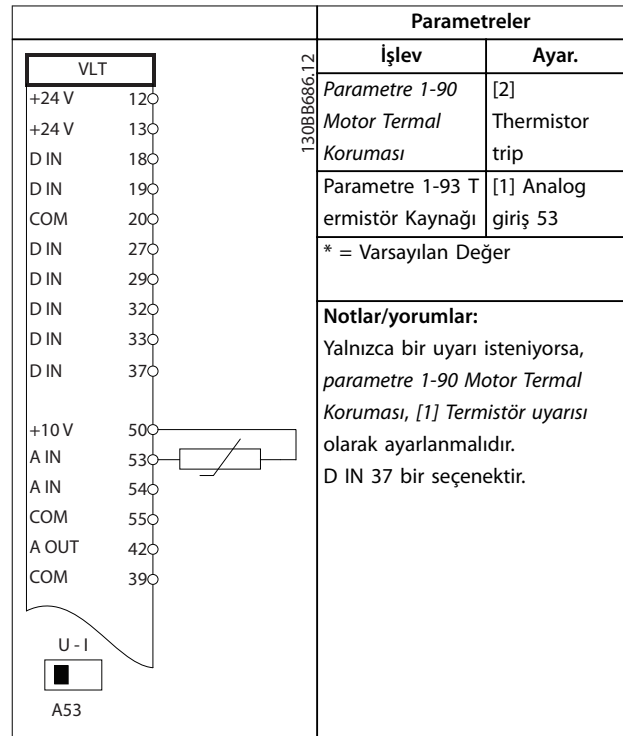 VLT
+24 V 12
+24 V 13
D IN 18
D IN 19
COM 20
D IN 27
D IN 29
D IN 32
D IN 33
D IN 37
+10 V 50
A IN 53
A IN 54
COM 55
A OUT 42
COM 39
U - I
A53
130BB686.12
Parametreler
İşlev Ayar.
Parametre 1-90 [2]
Motor Termal Thermistor
Koruması trip
Parametre 1-93 T [1] Analog
ermistör Kaynağı giriş 53
* = Varsayılan Değer
Notlar/yorumlar:
Yalnızca bir uyarı isteniyorsa,
parametre 1-90 Motor Termal
Koruması, [1] Termistör uyarısı
olarak ayarlanmalıdır.
D IN 37 bir seçenektir.